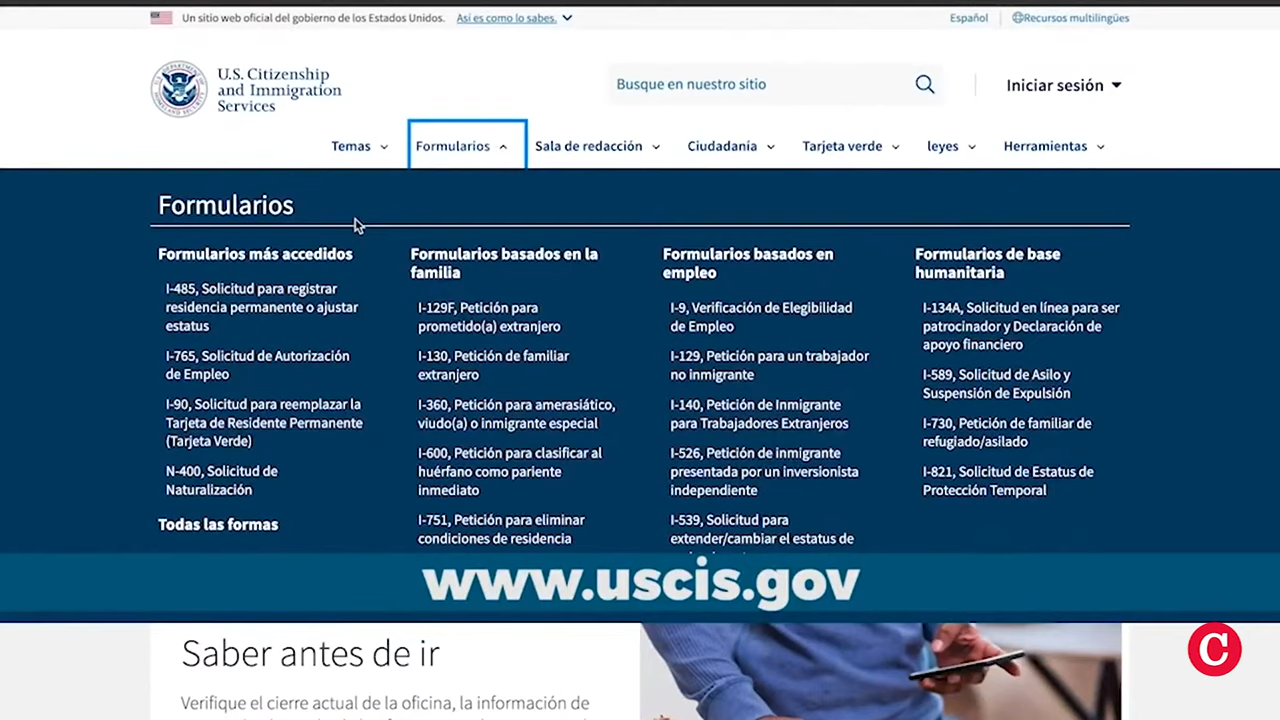 Un sitio web oficial del gobierno de los Estados Unidos. Así es como lo sabes.
Español
Recursos multilingües
U.S. Citizenship
and Immigration
Services
Busque en nuestro sitio
Iniciar sesión
Temas
Formularios
Sala de redacción
Ciudadanía
Tarjeta verde
leyes
Herramientas
Formularios
Formularios más accedidos
I-485, Solicitud para registrar
residencia permanente o ajustar
estatus
I-765, Solicitud de Autorización
de Empleo
I-90, Solicitud para reemplazar la
Tarjeta de Residente Permanente
(Tarjeta Verde)
N-400, Solicitud de
Naturalización
Todas las formas
Formularios basados en la
familia
I-129F, Petición para
prometido(a) extranjero
I-130, Petición de familiar
extranjero
I-360, Petición para amerasiático,
viudo(a) o inmigrante especial
I-600, Petición para clasificar al
huérfano como pariente
inmediato
I-751, Petición para eliminar
condiciones de residencia
Formularios basados en
empleo
I-9, Verificación de Elegibilidad
de Empleo
I-129, Petición para un trabajador
no inmigrante
I-140, Petición de Inmigrante
para Trabajadores Extranjeros
I-526, Petición de inmigrante
presentada por un inversionista
independiente
I-539, Solicitud para
extender/cambiar el estatus de
Formularios de base
humanitaria
I-134A, Solicitud en línea para ser
patrocinador y Declaración de
apoyo financiero
I-589, Solicitud de Asilo y
Suspensión de Expulsión
I-730, Petición de familiar de
refugiado/asilado
I-821, Solicitud de Estatus de
Protección Temporal
www.uscis.gov
Saber antes de ir
Verifique el cierre actual de la oficina, la información de
C